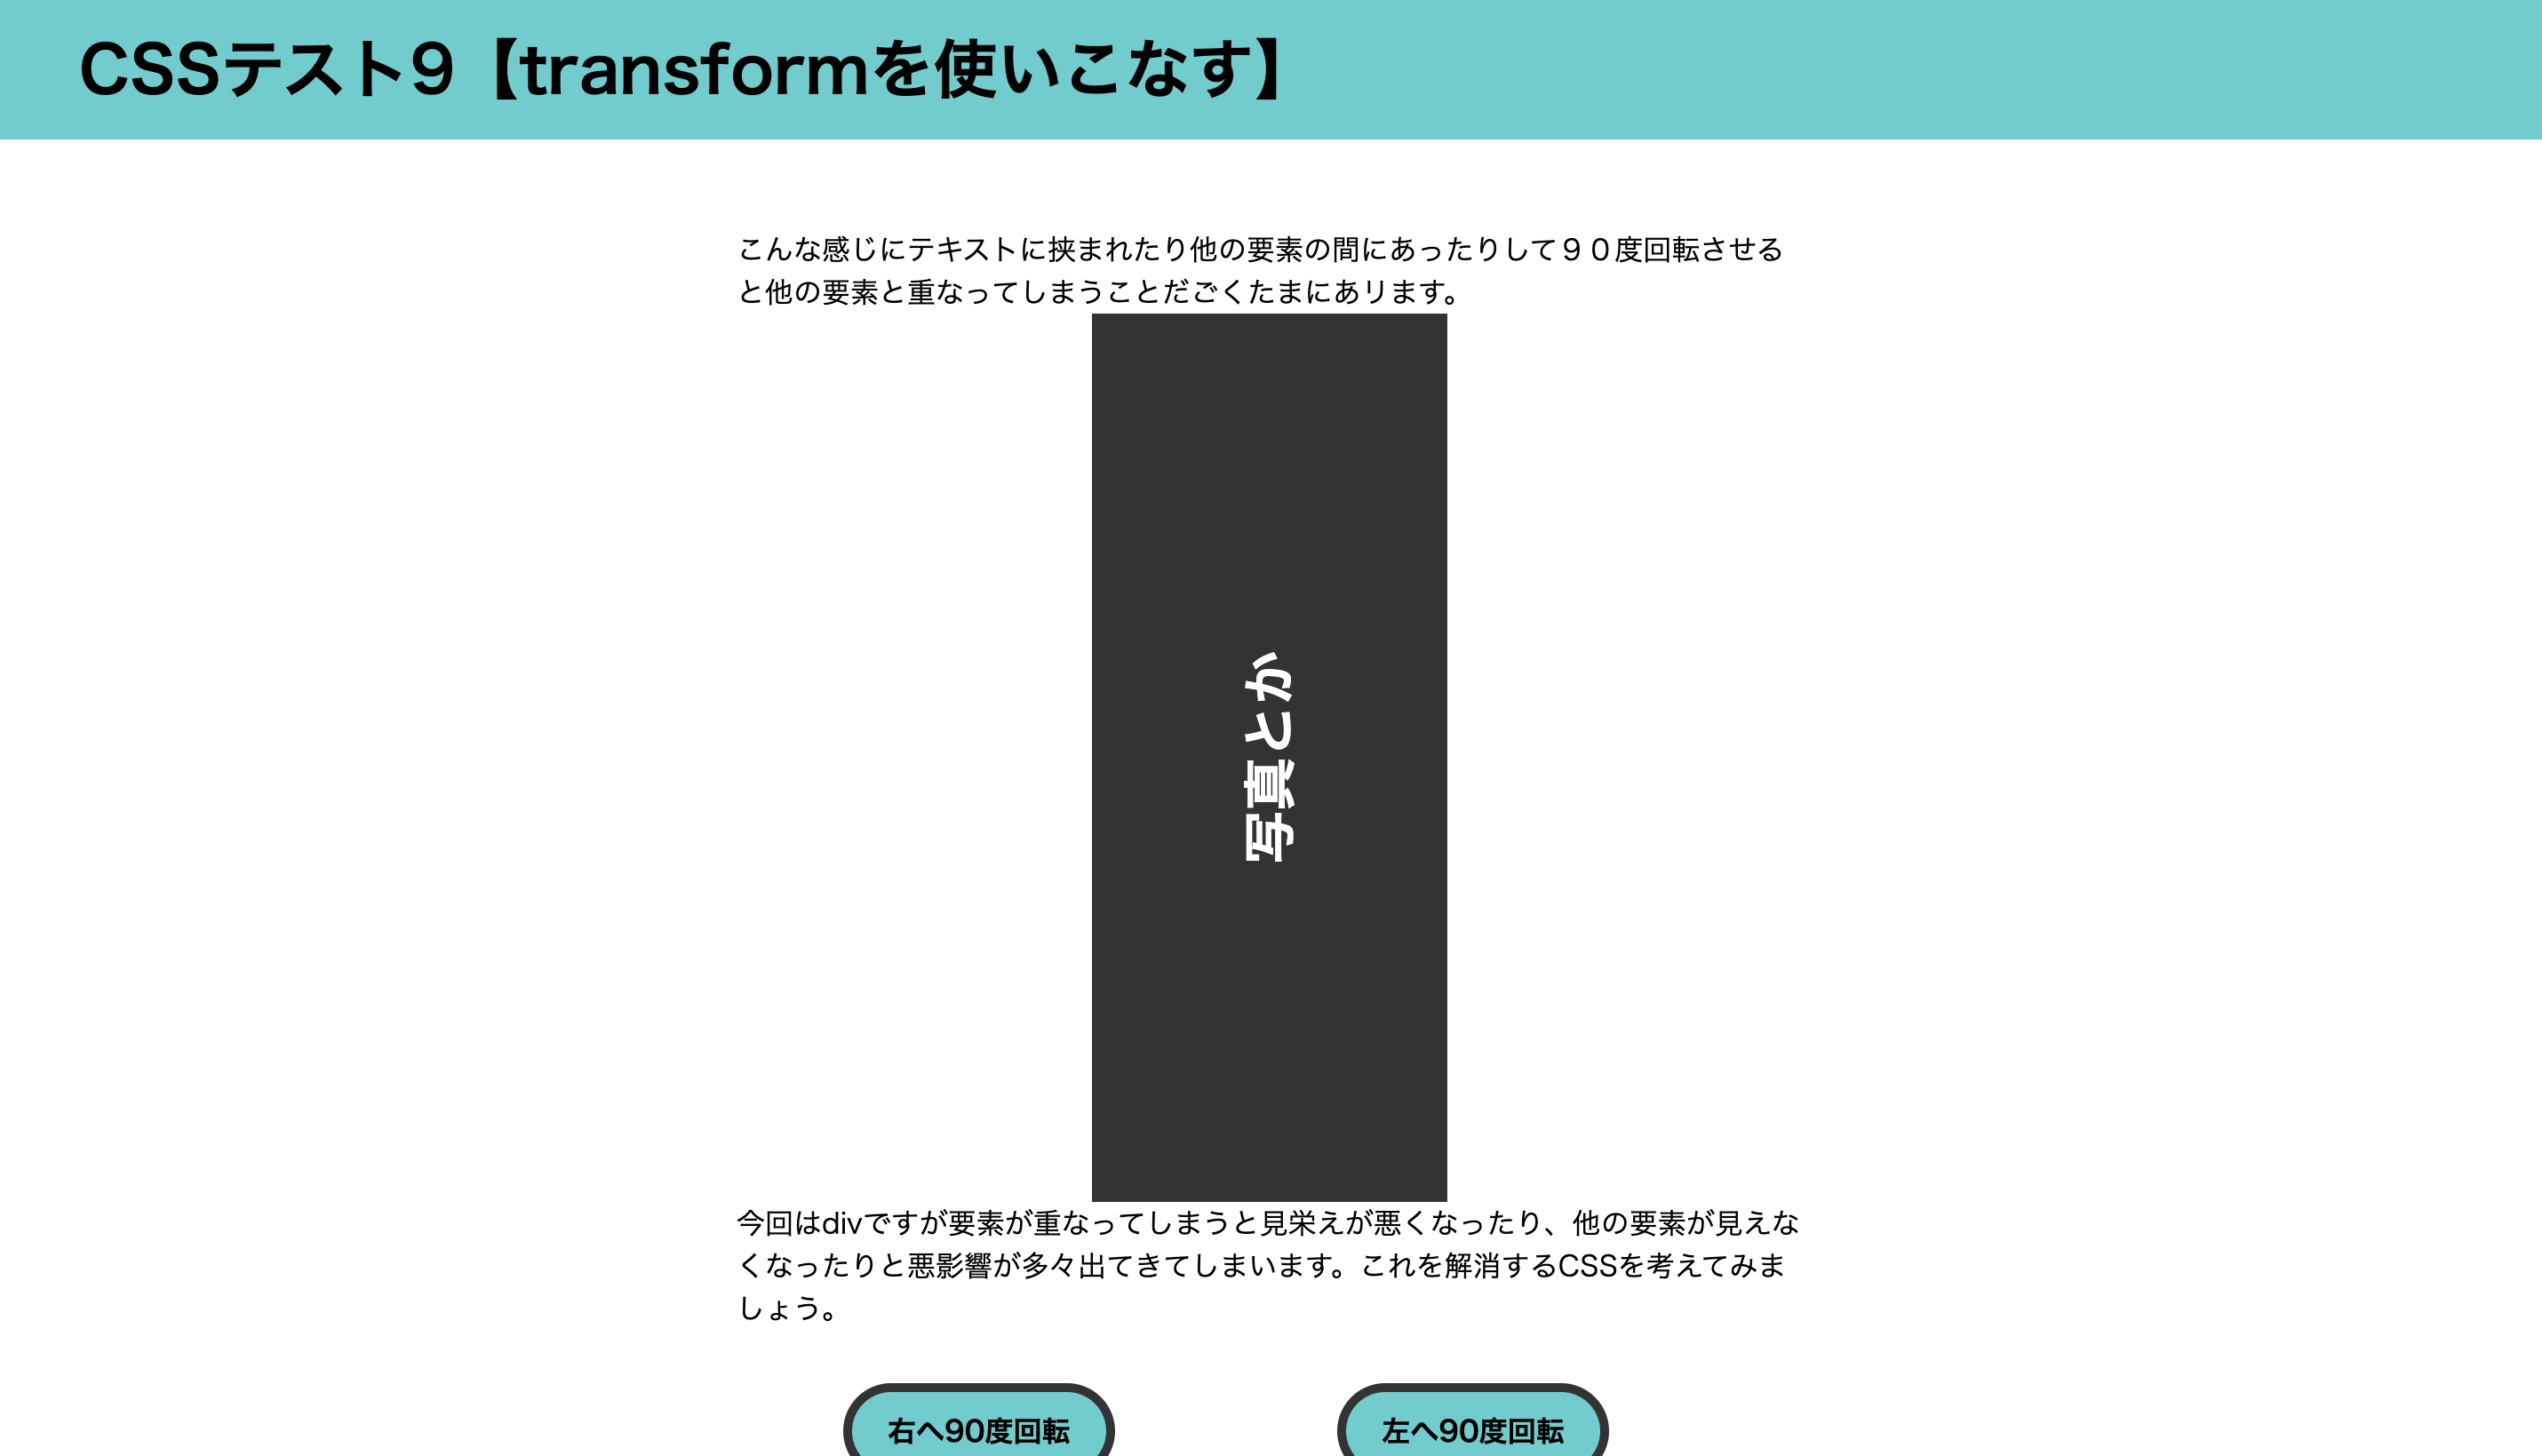 CSSテスト9【transformを使いこなす】
こんな感じにテキストに挟まれたり他の要素の間にあったりして９０度回転させる
と他の要素と重なってしまうことだごくたまにあリます。
写真とか
今回はdivですが要素が重なってしまうと見栄えが悪くなったり、他の要素が見えな
くなったりと悪影響が多々出てきてしまいます。これを解消するCSSを考えてみま
しょう。
右へ90度回転
左へ90度回転